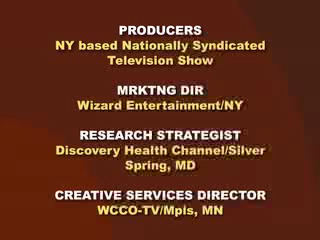 PRODUCERS
NY based Nationally Syndicated
Television Show
MRKTNG DIR
Wizard Entertainment/NY
RESEARCH STRATEGIST
Discovery Health Channel/Silver
Spring, MD
CREATIVE SERVICES DIRECTOR
WCCO-TV/Mpls, MN